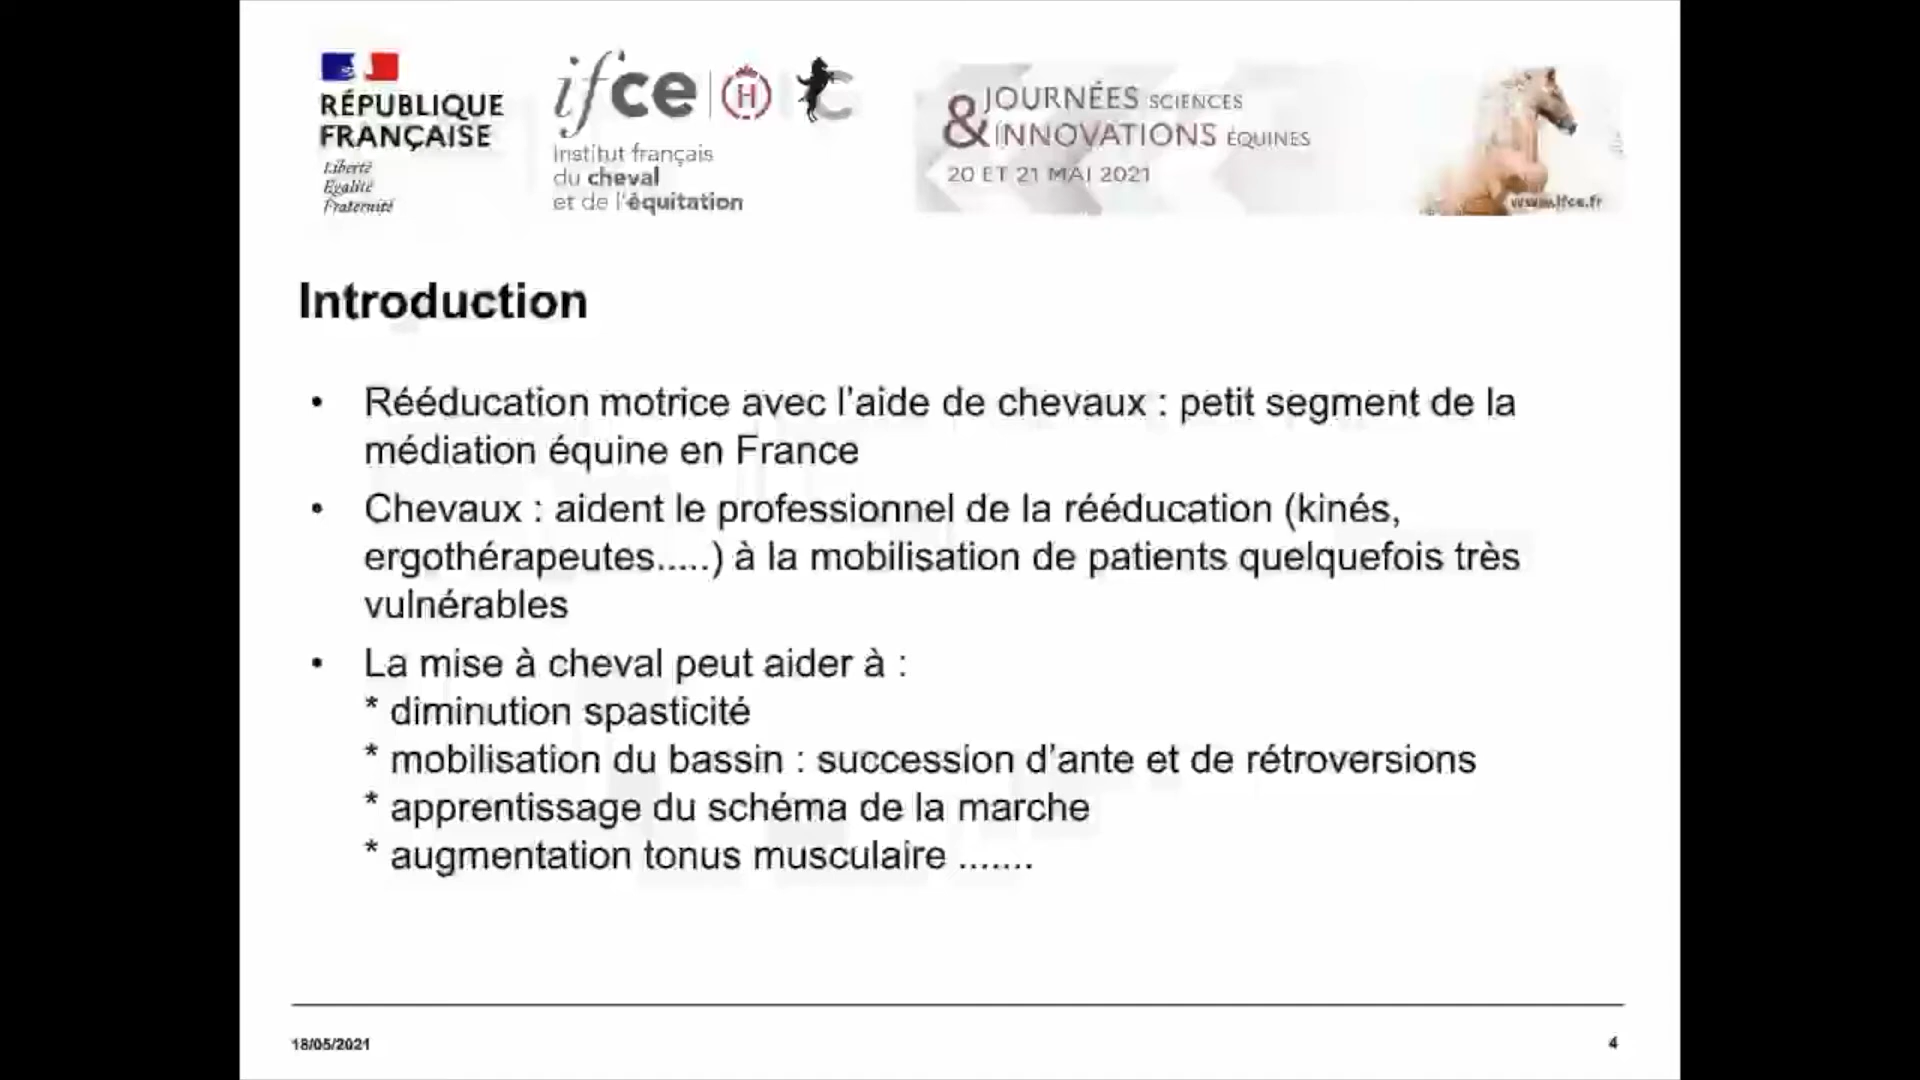 RÉPUBLIQUE
FRANÇAISE
Liberté
Égalité
Fraternité
ifce
Institut français
du cheval
et de l'équitation
JOURNÉES SCIENCES
& INNOVATIONS ÉQUINES
20 ET 21 MAI 2021
www.ifce.fr
Introduction
• Rééducation motrice avec l'aide de chevaux : petit segment de la
médiation équine en France
• Chevaux : aident le professionnel de la rééducation (kinés,
ergothérapeutes.....) à la mobilisation de patients quelquefois très
vulnérables
• La mise à cheval peut aider à :
* diminution spasticité
* mobilisation du bassin : succession d'ante et de rétroversions
* apprentissage du schéma de la marche
* augmentation tonus musculaire .......
18/05/2021
4